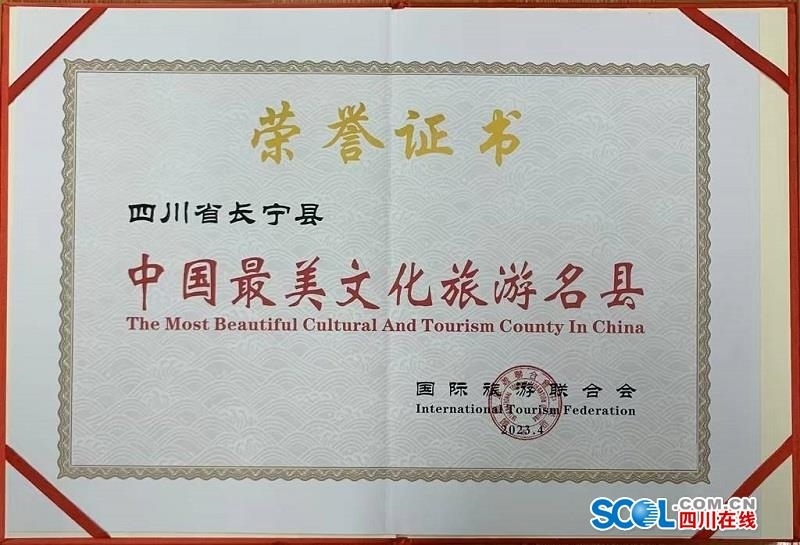 荣誉证书
四川省长宁县
中国最美文化旅游名县
The Most Beautiful Cultural And Tourism County In China
国际旅游联合会
International Tourism Federation
2023.4
SCOL.COM.CN
四川在线